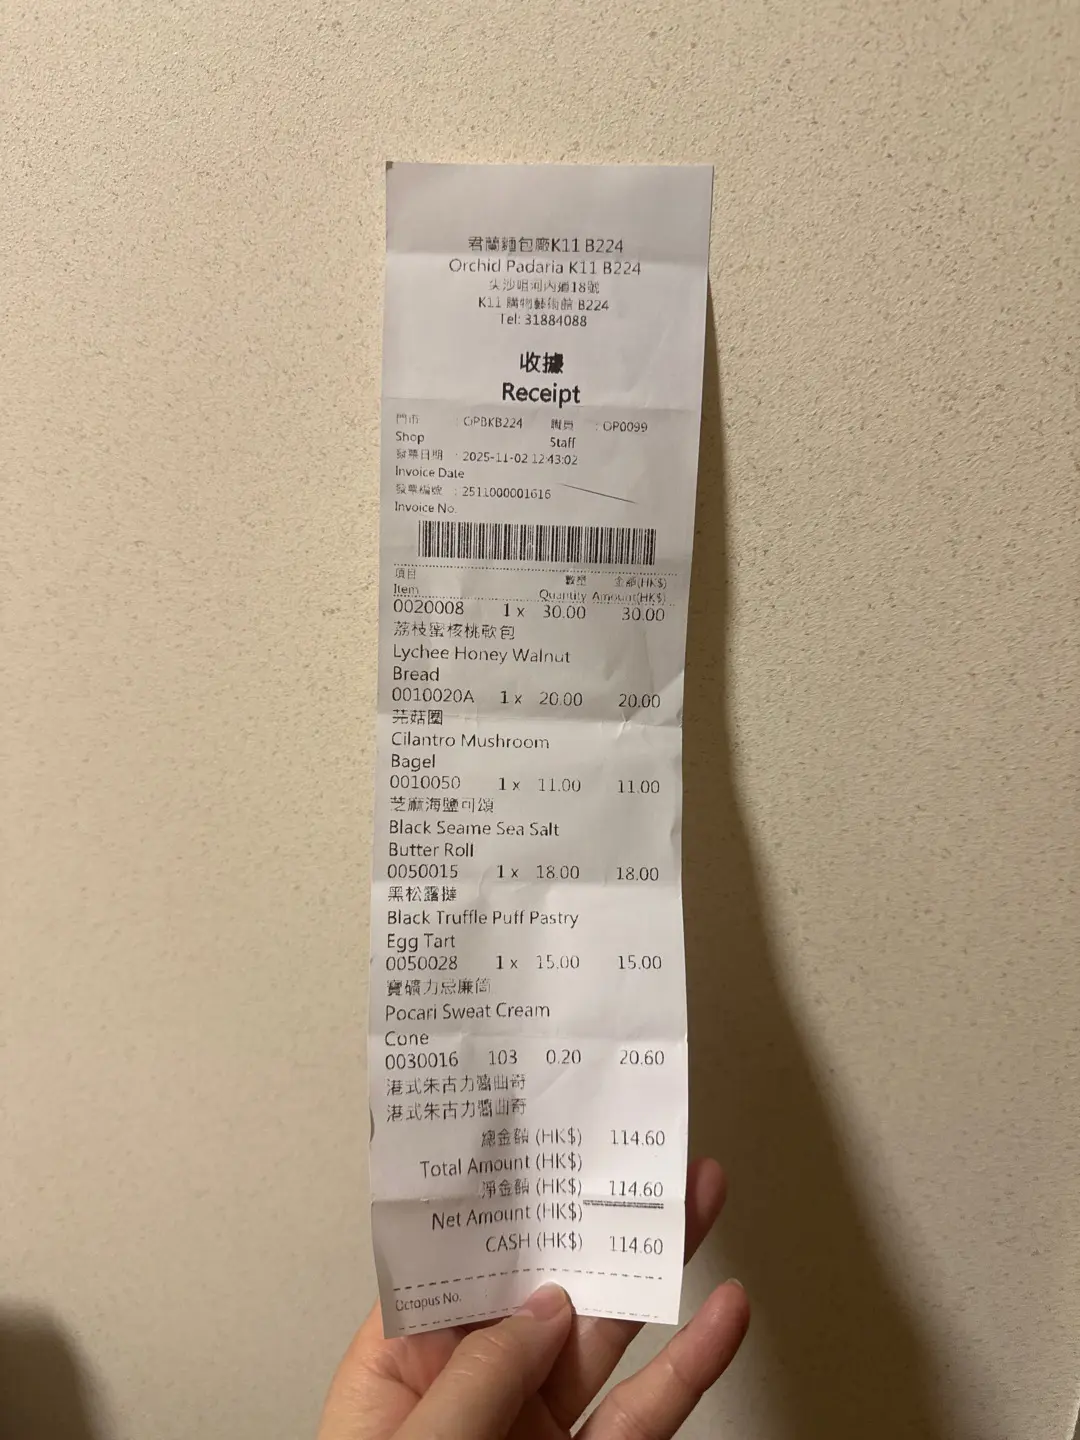 君蘭麵包廠K11 B224
Orchid Padaria K11 B224
尖沙咀河內道18號
K11 購物藝術館 B224
Tel: 31884088
收據
Receipt
門市 : OPBKB224 職員 : OP0099
Shop Staff
發票日期 : 2025-11-02 12:43:02
Invoice Date
發票編號 : 2511000001616
Invoice No.
項目 數量 金額(HK$)
Item Quantity Amount(HK$)
0020008 1 x 30.00 30.00
荔枝蜜核桃軟包
Lychee Honey Walnut
Bread
0010020A 1 x 20.00 20.00
芫菇圈
Cilantro Mushroom
Bagel
0010050 1 x 11.00 11.00
芝麻海鹽可頌
Black Seame Sea Salt
Butter Roll
0050015 1 x 18.00 18.00
黑松露撻
Black Truffle Puff Pastry
Egg Tart
0050028 1 x 15.00 15.00
寶礦力忌廉筒
Pocari Sweat Cream
Cone
0030016 103 0.20 20.60
港式朱古力醬曲奇
港式朱古力醬曲奇
總金額 (HK$) 114.60
Total Amount (HK$)
淨金額 (HK$) 114.60
Net Amount (HK$)
CASH (HK$) 114.60
Octopus No.